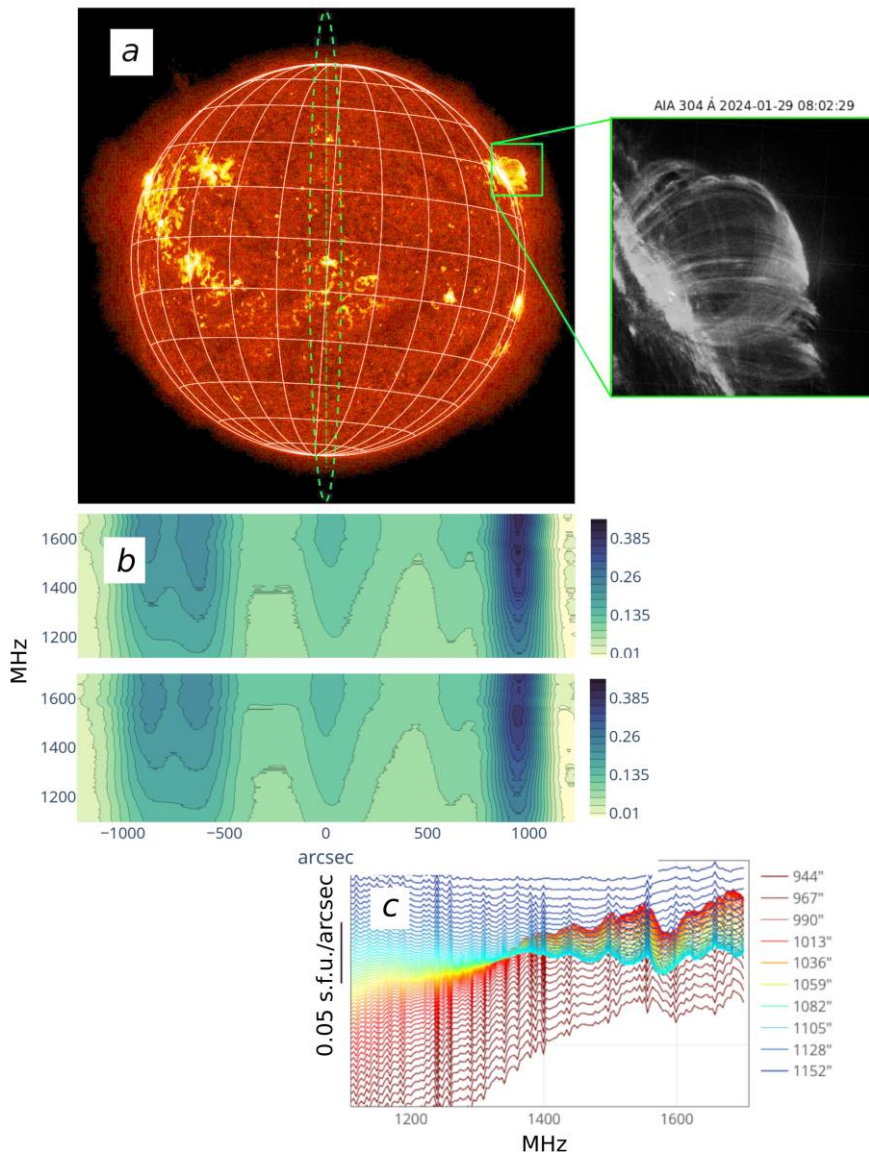 a
AIA 304 Å 2024-01-29 08:02:29
b
MHz
1600
1400
1200
0.385
0.26
0.135
0.01
1600
1400
1200
0.385
0.26
0.135
0.01
−1000 −500 0 500 1000
arcsec
c
0.05 s.f.u./arcsec
944"
967"
990"
1013"
1036"
1059"
1082"
1105"
1128"
1152"
1200 1400 1600
MHz